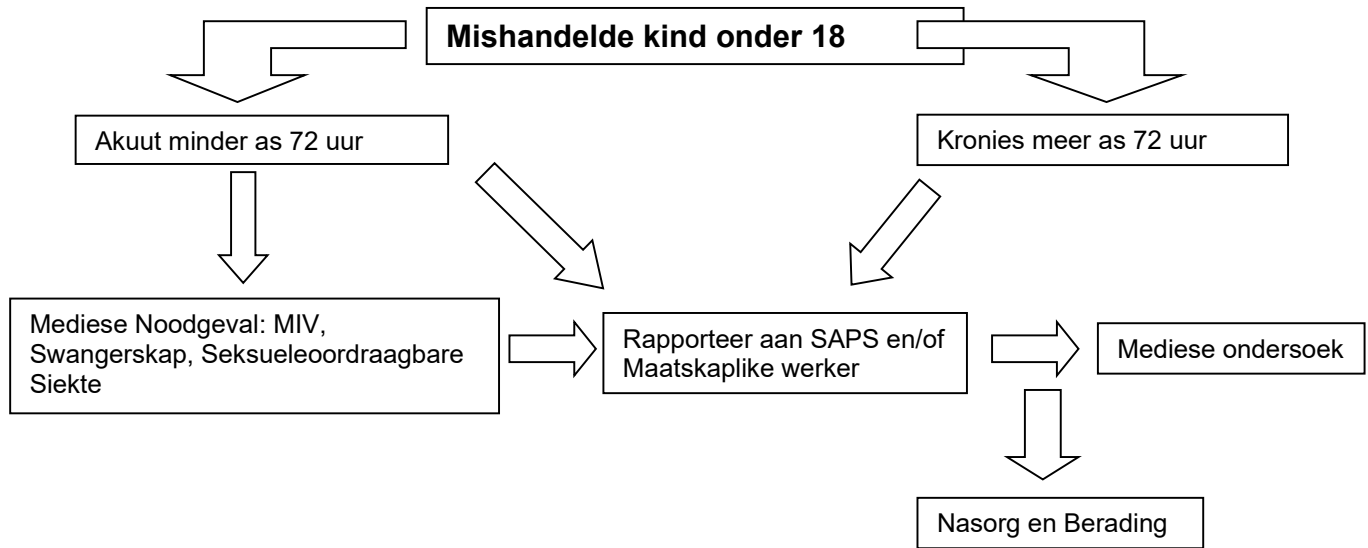 Mishandelde kind onder 18
Akuut minder as 72 uur
Kronies meer as 72 uur
Mediese Noodgeval: MIV,
Swangerskap, Seksueleoordraagbare
Siekte
Rapporteer aan SAPS en/of
Maatskaplike werker
Mediese ondersoek
Nasorg en Berading